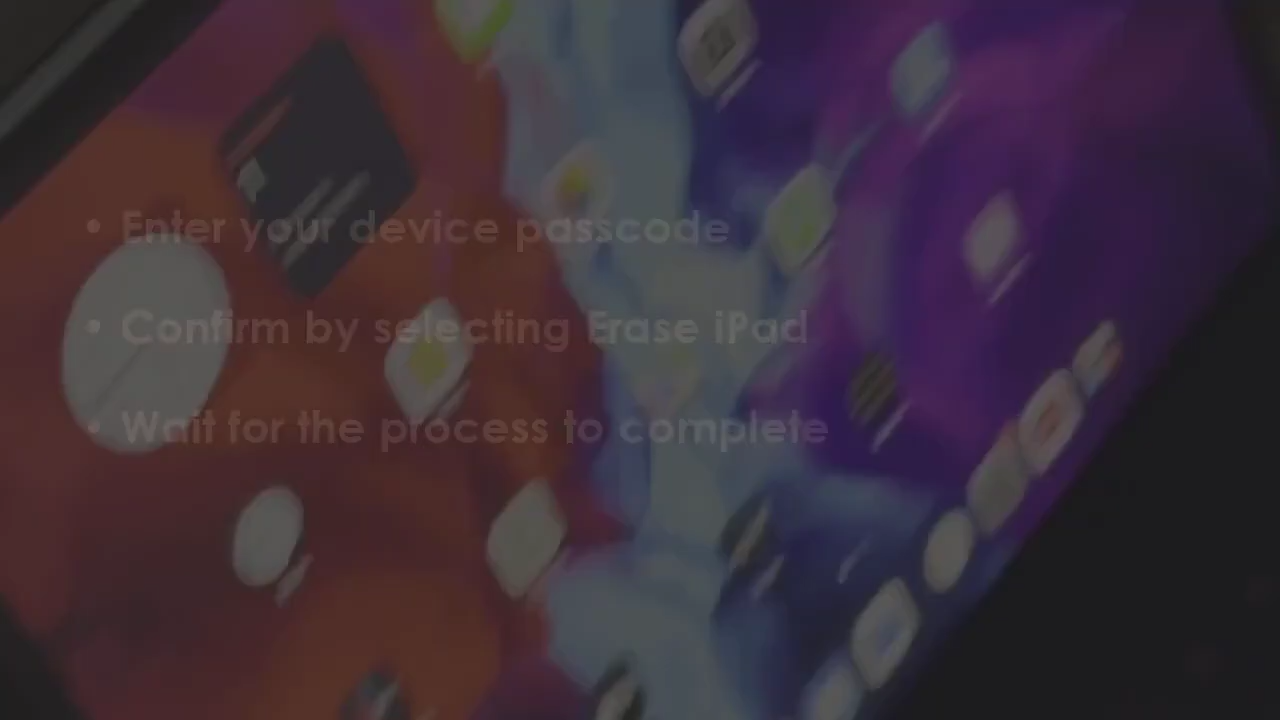 • Enter your device passcode
• Confirm by selecting Erase iPad
• Wait for the process to complete